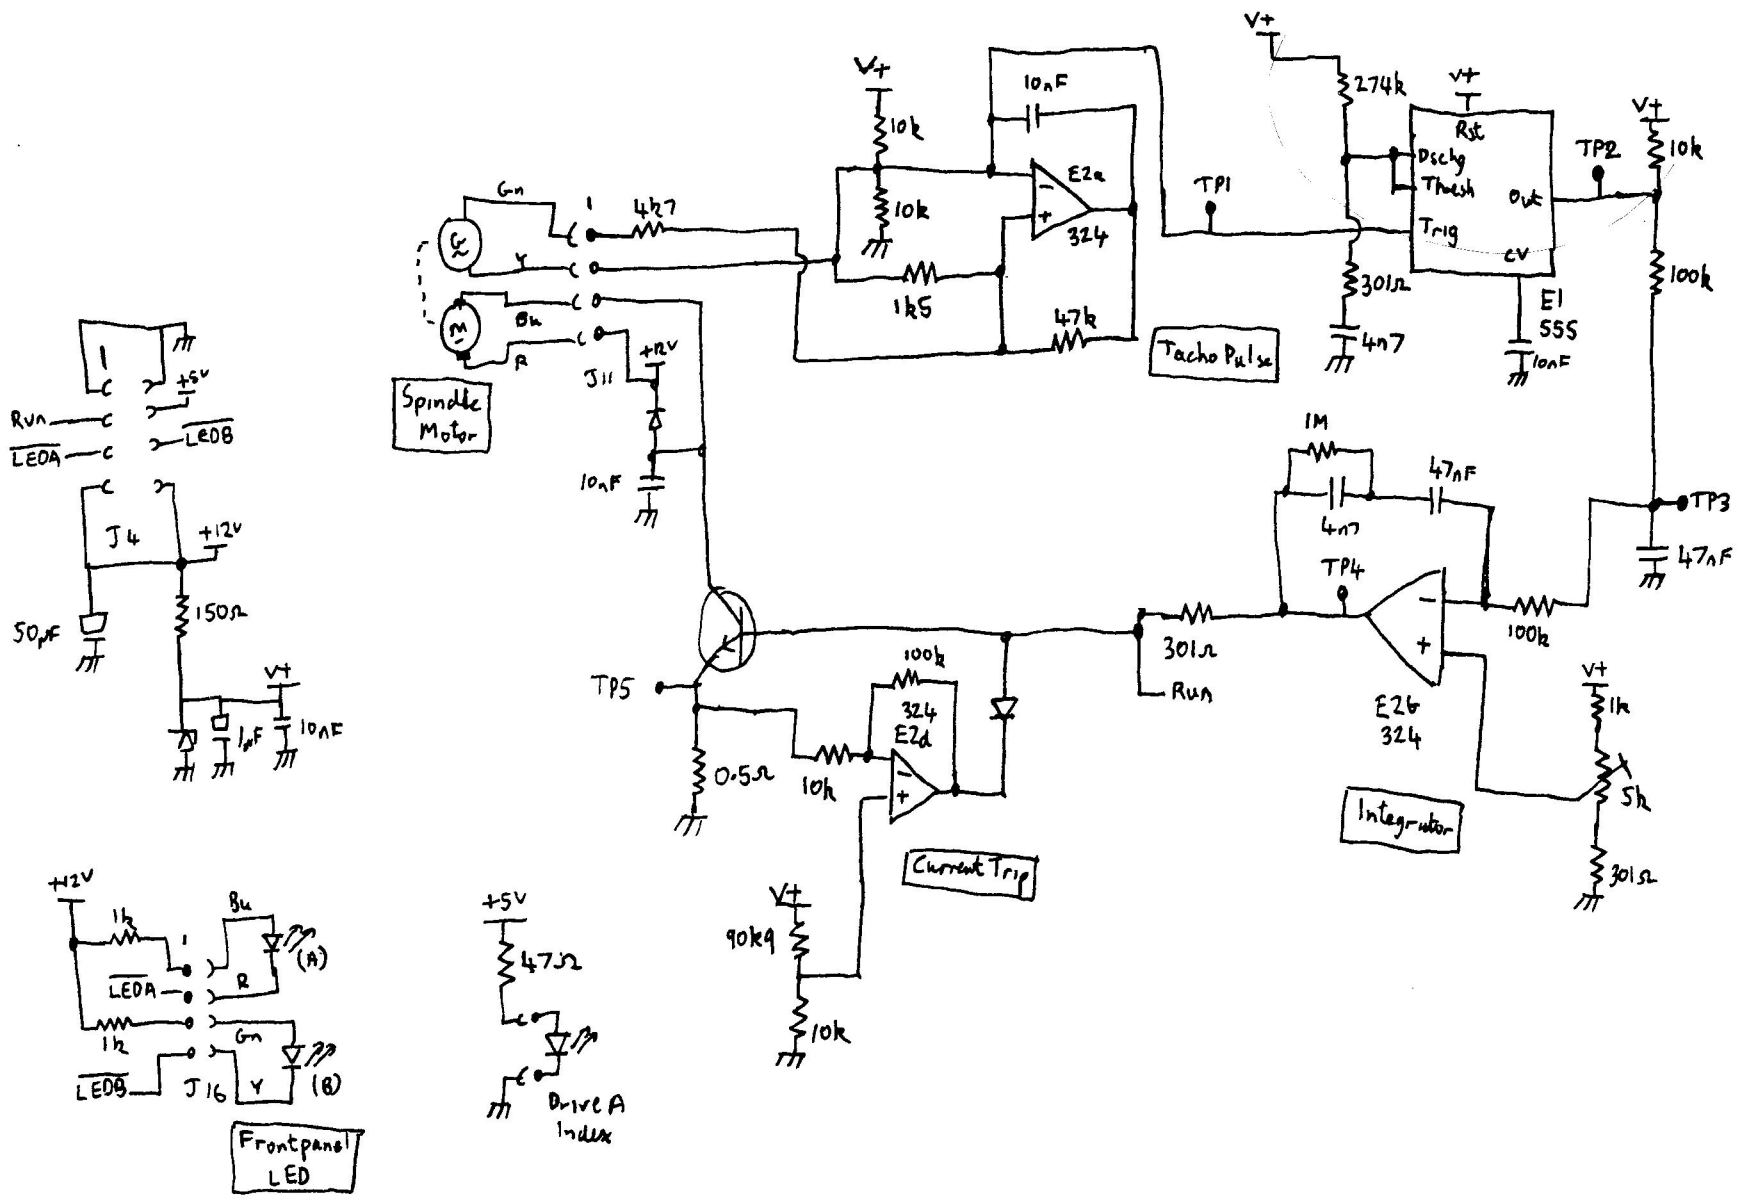 V+
274k
V+
Rst
Dschg
Thresh
Trig
Out
CV
E1
555
10nF
301Ω
4n7
TP2
V+
10k
100k
V+
10k
10k
10nF
E2a
−
+
324
TP1
Gn
1
4k7
G
~
Y
1k5
47k
Tacho Pulse
M
−
+
Bu
R
J11
+12V
Spindle
Motor
10nF
1
+5V
Run
LEDA
LEDB
J4
+12V
50µF
150Ω
V+
1µF
10nF
1M
4n7
47nF
TP3
47nF
TP4
−
+
100k
E2b
324
301Ω
Run
V+
1k
5k
301Ω
Integrator
TP5
0.5Ω
100k
324
E2d
−
+
10k
Current Trip
V+
90k9
10k
+12V
1k
1
Bu
(A)
LEDA
R
1k
Gn
LEDB
J16
Y
(B)
Frontpanel
LED
+5V
47Ω
Drive A
Index